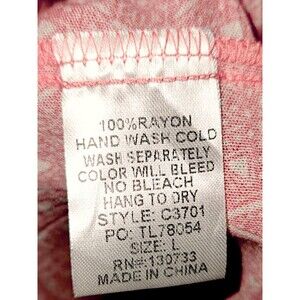 100%RAYON
HAND WASH COLD
WASH SEPARATELY
COLOR WILL BLEED
NO BLEACH
HANG TO DRY
STYLE: C3701
PO: TL78054
SIZE: L
RN#:130733
MADE IN CHINA